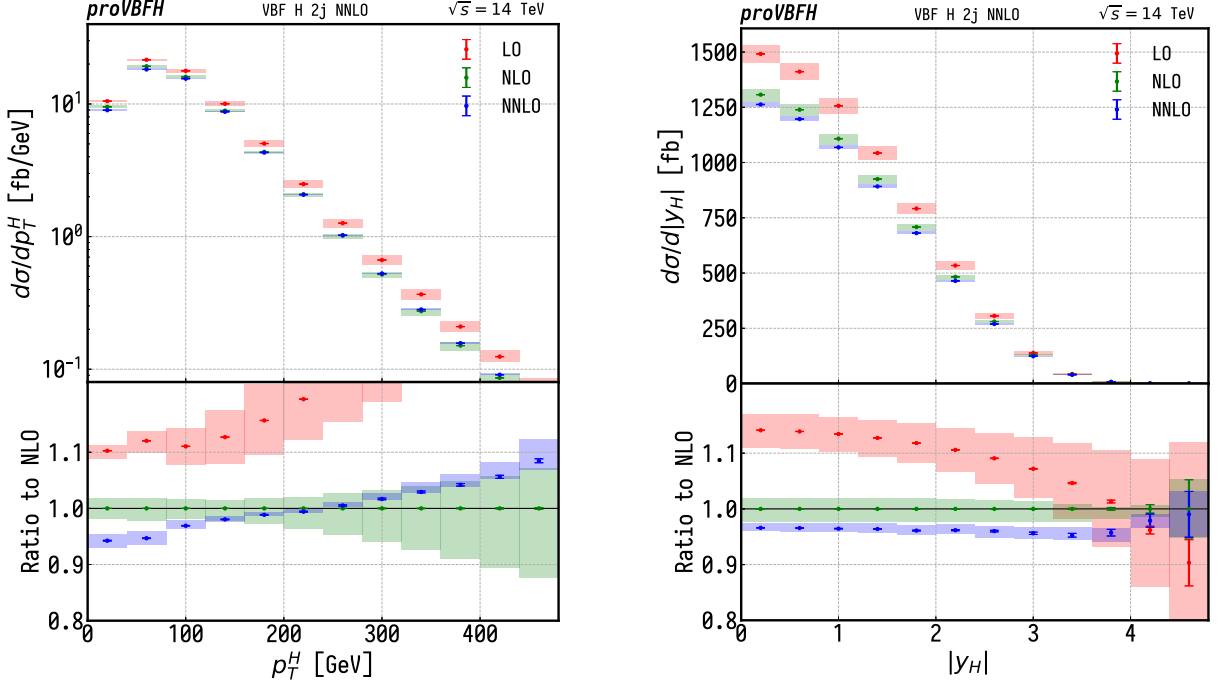 proVBFH VBF H 2j NNLO √s = 14 TeV
LO
NLO
NNLO
dσ/dp_T^H [fb/GeV]
10^1
10^0
10^-1
Ratio to NLO
1.1
1.0
0.9
0.8
0 100 200 300 400
p_T^H [GeV]
proVBFH VBF H 2j NNLO √s = 14 TeV
LO
NLO
NNLO
dσ/d|y_H| [fb]
1500
1250
1000
750
500
250
0
Ratio to NLO
1.1
1.0
0.9
0.8
0 1 2 3 4
|y_H|